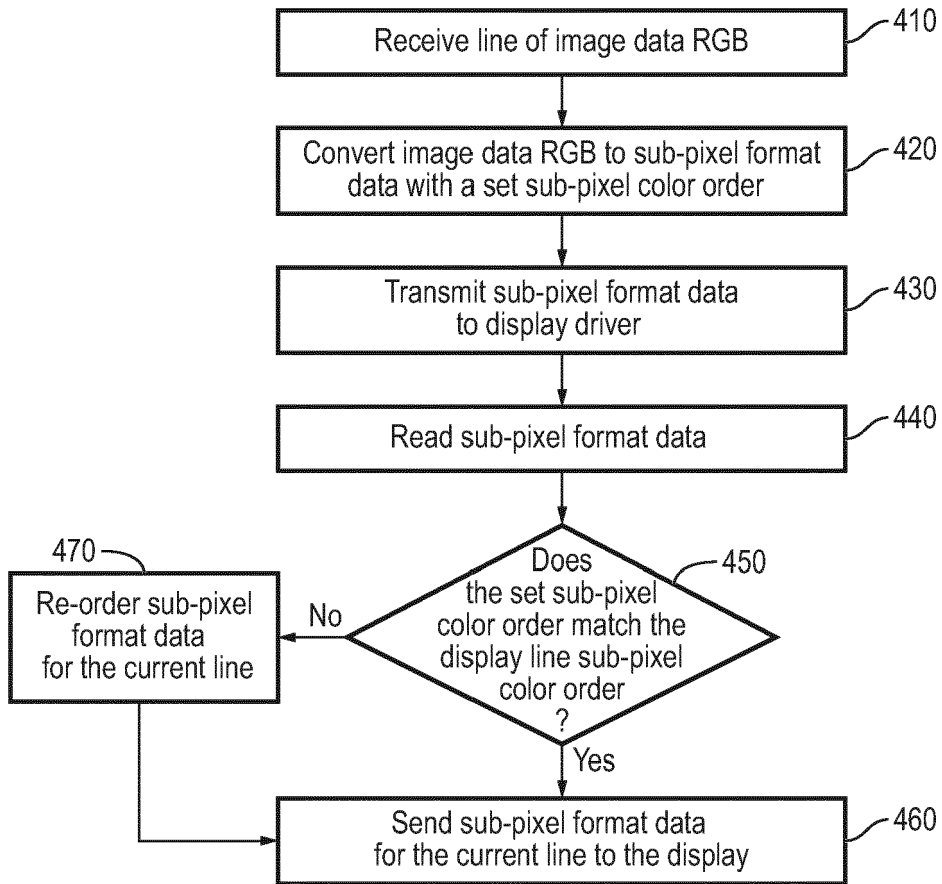 Receive line of image data RGB
410
Convert image data RGB to sub-pixel format
data with a set sub-pixel color order
420
Transmit sub-pixel format data
to display driver
430
Read sub-pixel format data
440
Does
the set sub-pixel
color order match the
display line sub-pixel
color order
?
450
No
470
Re-order sub-pixel
format data
for the current line
Yes
Send sub-pixel format data
for the current line to the display
460